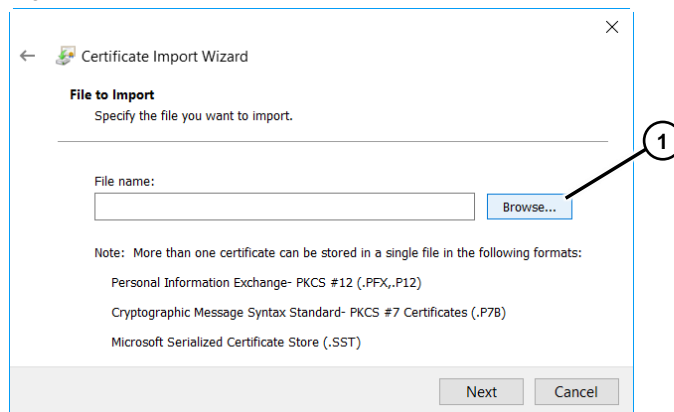 Certificate Import Wizard
File to Import
Specify the file you want to import.
1
File name:
Browse...
Note: More than one certificate can be stored in a single file in the following formats:
Personal Information Exchange- PKCS #12 (.PFX,.P12)
Cryptographic Message Syntax Standard- PKCS #7 Certificates (.P7B)
Microsoft Serialized Certificate Store (.SST)
Next Cancel